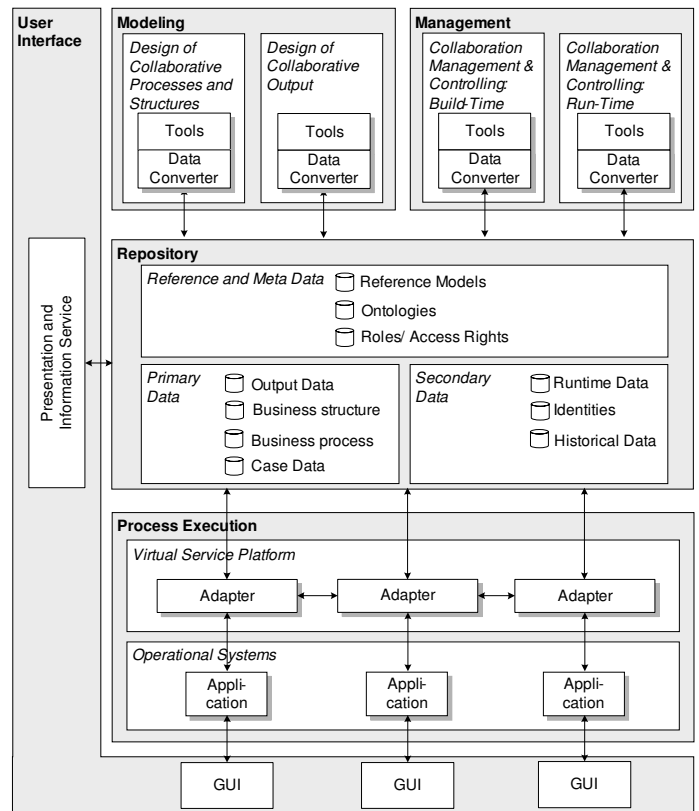 User
Interface
Presentation and
Information Service
Modeling
Design of
Collaborative
Processes and
Structures
Tools
Data
Converter
Design of
Collaborative
Output
Tools
Data
Converter
Management
Collaboration
Management &
Controlling:
Build-Time
Tools
Data
Converter
Collaboration
Management &
Controlling:
Run-Time
Tools
Data
Converter
Repository
Reference and Meta Data
Reference Models
Ontologies
Roles/ Access Rights
Primary
Data
Output Data
Business structure
Business process
Case Data
Secondary
Data
Runtime Data
Identities
Historical Data
Process Execution
Virtual Service Platform
Adapter
Adapter
Adapter
Operational Systems
Appli-
cation
Appli-
cation
Appli-
cation
GUI
GUI
GUI